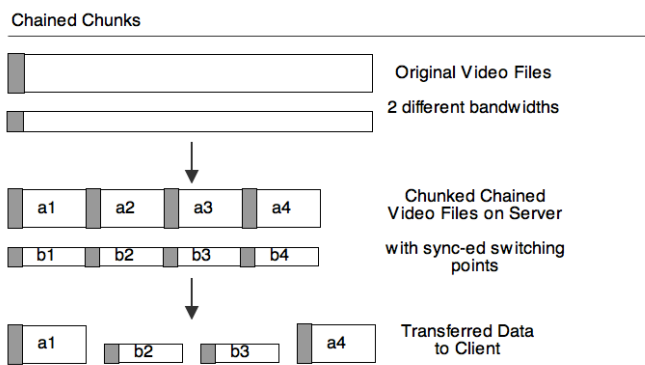 Chained Chunks
Original Video Files
2 different bandwidths
a1 a2 a3 a4
Chunked Chained
Video Files on Server
b1 b2 b3 b4
with sync-ed switching
points
a1 b2 b3 a4
Transferred Data
to Client